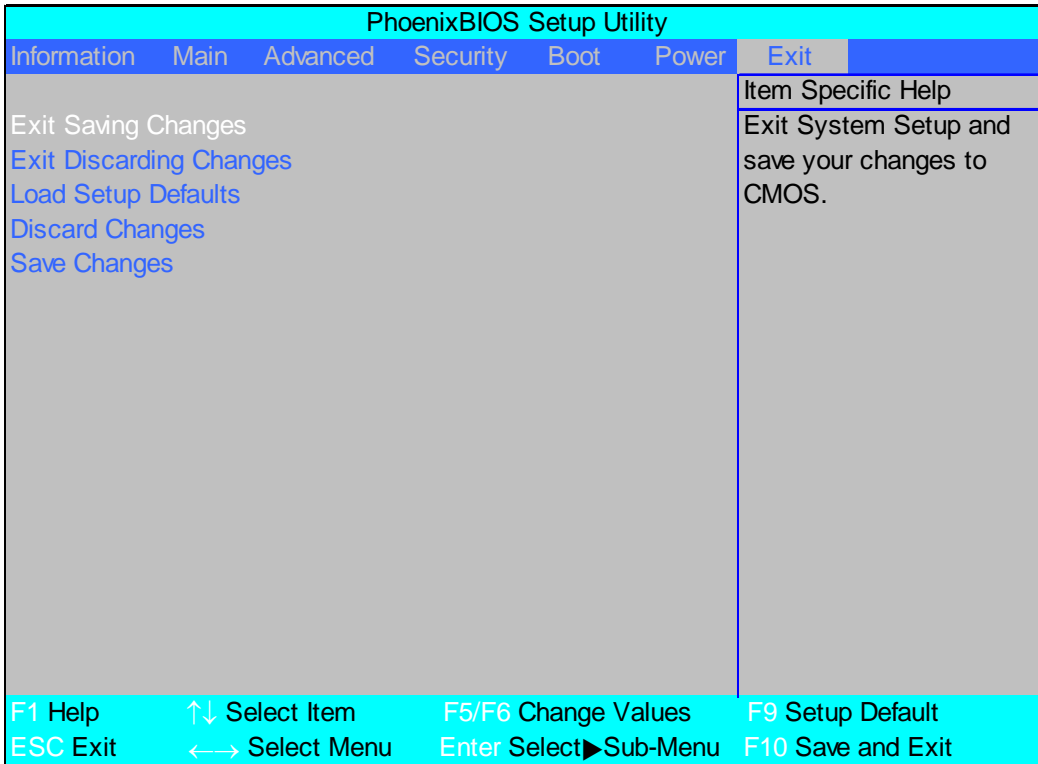 PhoenixBIOS Setup Utility
Information Main Advanced Security Boot Power Exit
Item Specific Help
Exit Saving Changes
Exit Discarding Changes
Load Setup Defaults
Discard Changes
Save Changes
Exit System Setup and
save your changes to
CMOS.
F1 Help ↑↓ Select Item F5/F6 Change Values F9 Setup Default
ESC Exit ←→ Select Menu Enter Select▶Sub-Menu F10 Save and Exit